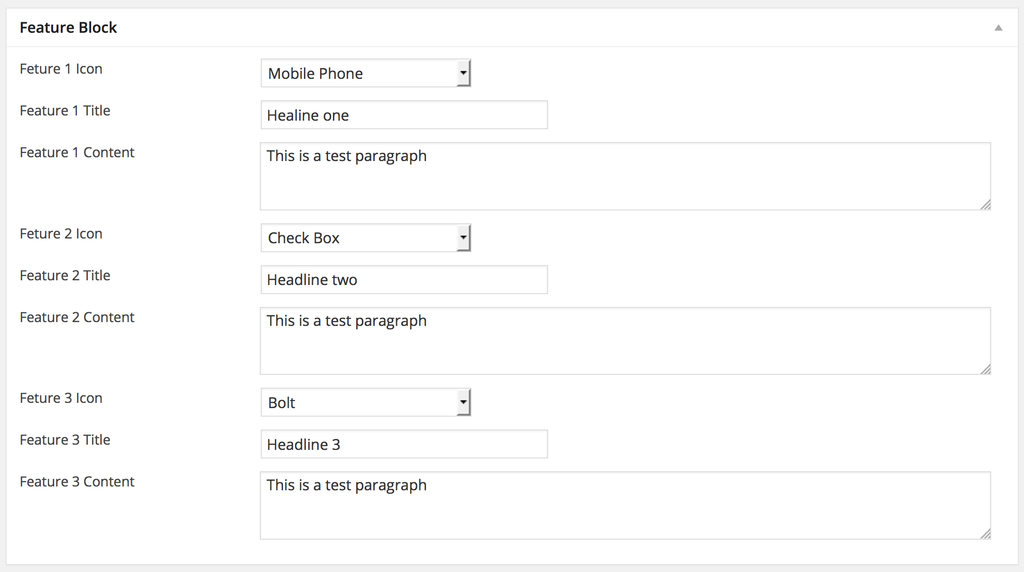 Feature Block
Feture 1 Icon
Mobile Phone
Feature 1 Title
Healine one
Feature 1 Content
This is a test paragraph
Feture 2 Icon
Check Box
Feature 2 Title
Headline two
Feature 2 Content
This is a test paragraph
Feture 3 Icon
Bolt
Feature 3 Title
Headline 3
Feature 3 Content
This is a test paragraph